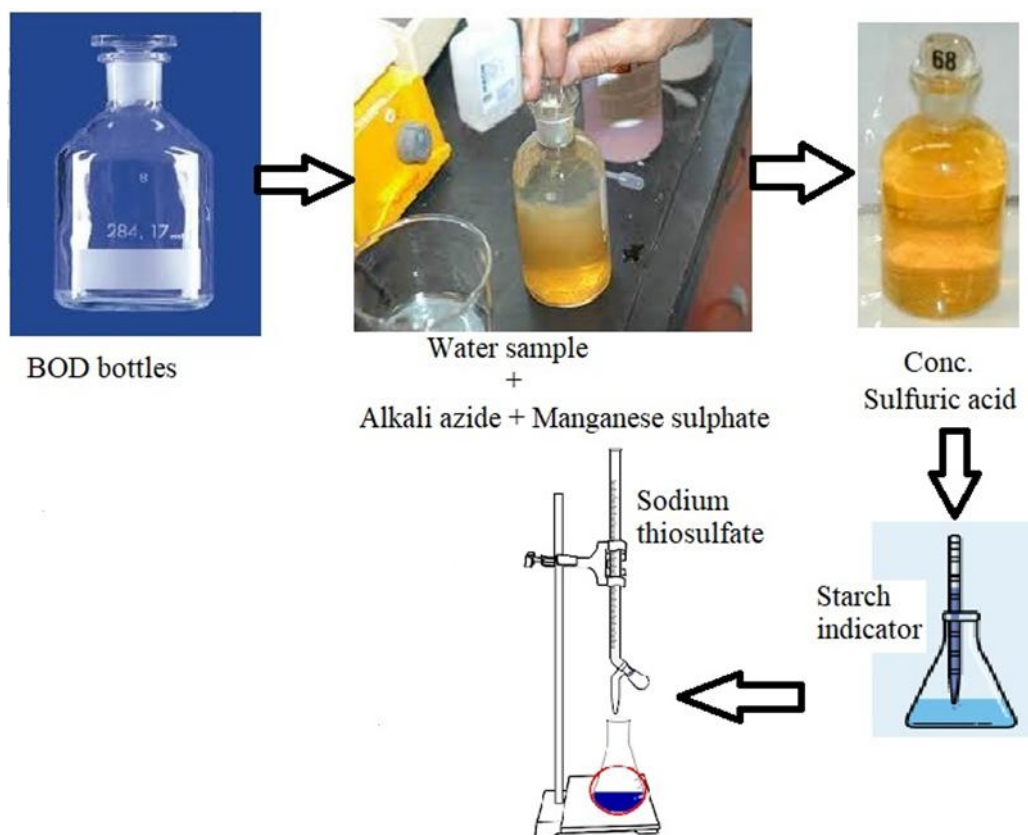 8
284, 17 ml
BOD bottles
Water sample
+
Alkali azide + Manganese sulphate
68
Conc.
Sulfuric acid
Starch
indicator
Sodium
thiosulfate